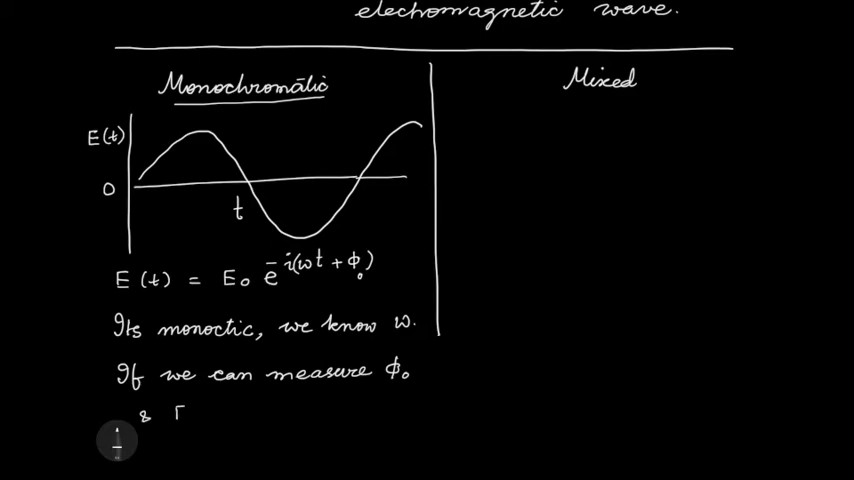 electromagnetic wave.
Monochromatic
Mixed
E(t)
0
t
E(t) = E₀ e^-i(ωt + ϕ₀)
Its monoctic, we know ω.
If we can measure ϕ₀
&